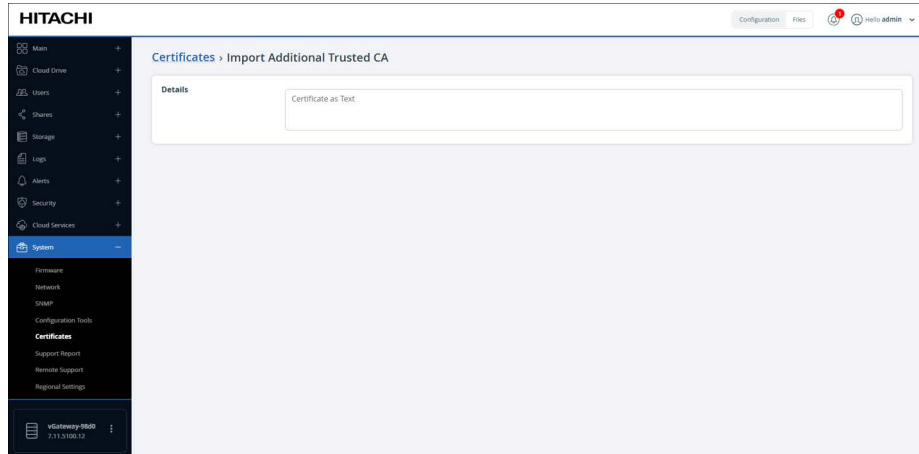 HITACHI
Configuration Files
1
Hello admin
Main
Cloud Drive
Users
Shares
Storage
Logs
Alerts
Security
Cloud Services
System
Firmware
Network
SNMP
Configuration Tools
Certificates
Support Report
Remote Support
Regional Settings
vGateway-98d0
7.11.5100.12
Certificates › Import Additional Trusted CA
Details
Certificate as Text